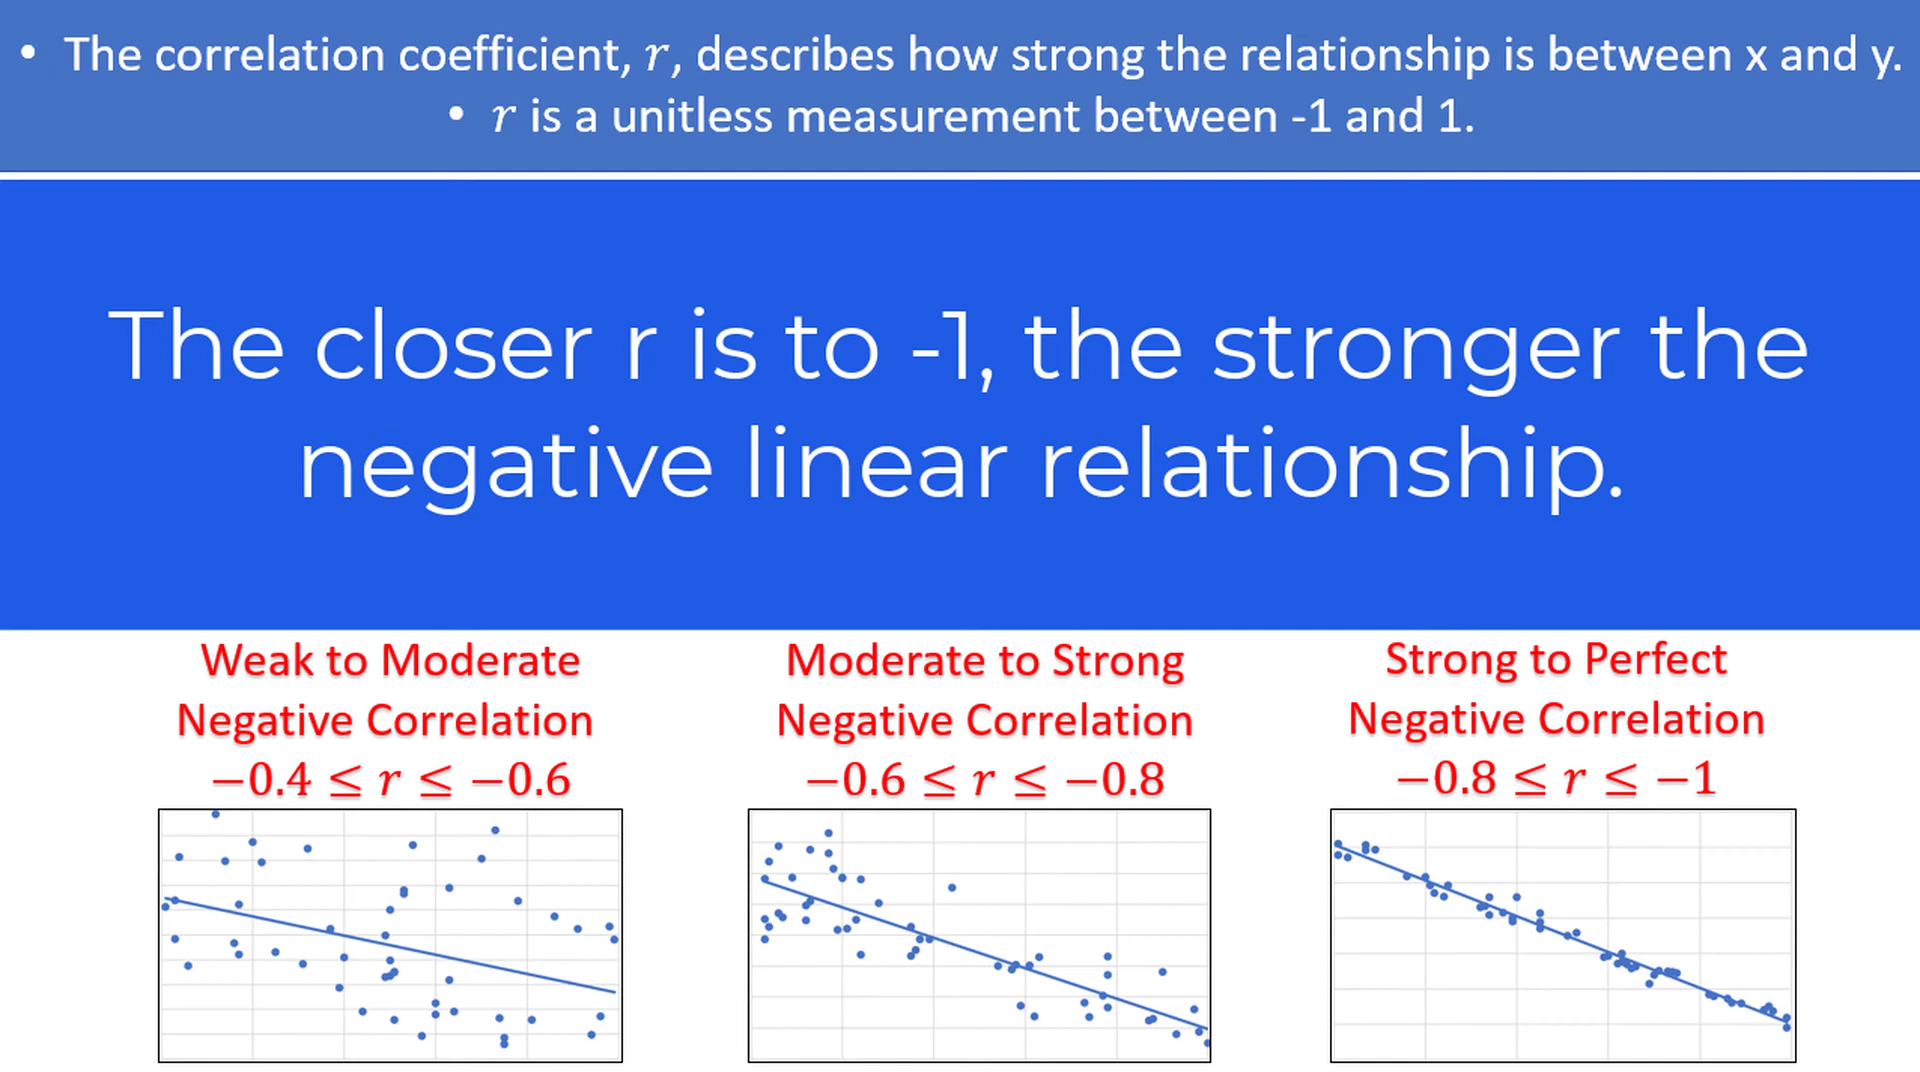 • The correlation coefficient, r, describes how strong the relationship is between x and y.
• r is a unitless measurement between -1 and 1.
The closer r is to -1, the stronger the
negative linear relationship.
Weak to Moderate
Negative Correlation
−0.4 ≤ r ≤ −0.6
Moderate to Strong
Negative Correlation
−0.6 ≤ r ≤ −0.8
Strong to Perfect
Negative Correlation
−0.8 ≤ r ≤ −1